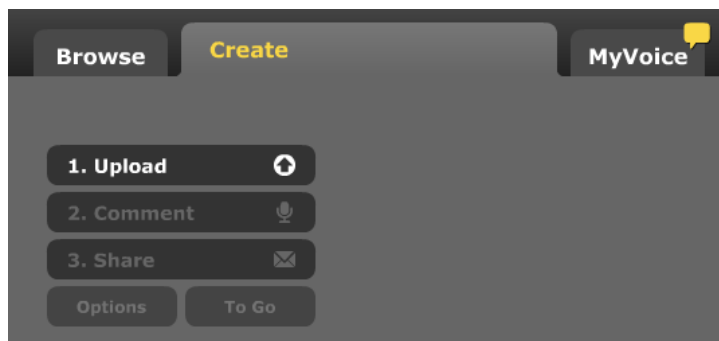 Browse Create MyVoice
1. Upload
2. Comment
3. Share
Options To Go